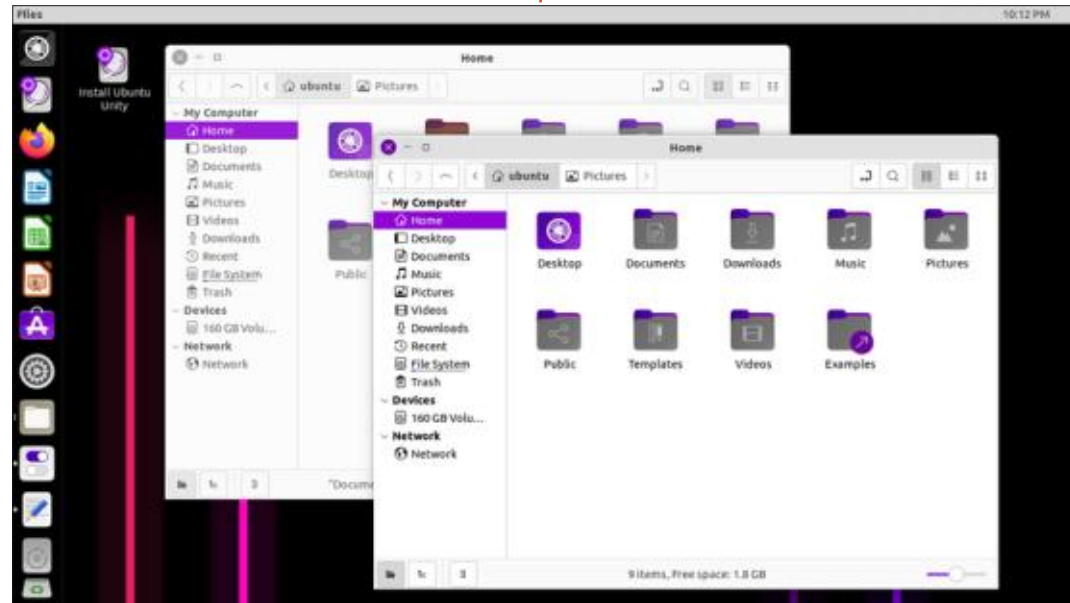 Files
10:12 PM
Install Ubuntu
Unity
Home
ubuntu
Pictures
My Computer
Home
Desktop
Documents
Music
Pictures
Videos
Downloads
Recent
File System
Trash
Devices
160 GB Volu...
Network
Network
Desktop
Public
"Docume
Home
ubuntu
Pictures
My Computer
Home
Desktop
Documents
Music
Pictures
Videos
Downloads
Recent
File System
Trash
Devices
160 GB Volu...
Network
Network
Desktop
Documents
Downloads
Music
Pictures
Public
Templates
Videos
Examples
9 items, Free space: 1.8 GB